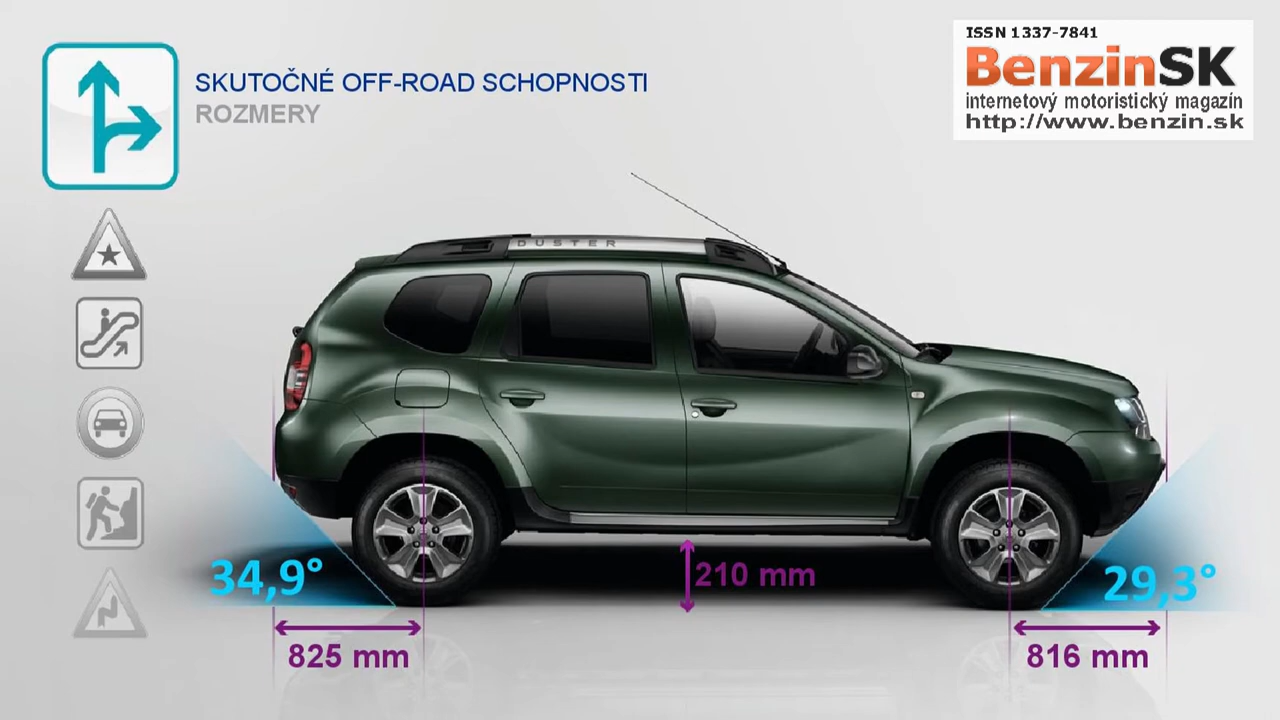 SKUTOČNÉ OFF-ROAD SCHOPNOSTI
ROZMERY
ISSN 1337-7841
BenzinSK
internetový motoristický magazín
http://www.benzin.sk
DUSTER
34,9°
210 mm
29,3°
825 mm
816 mm